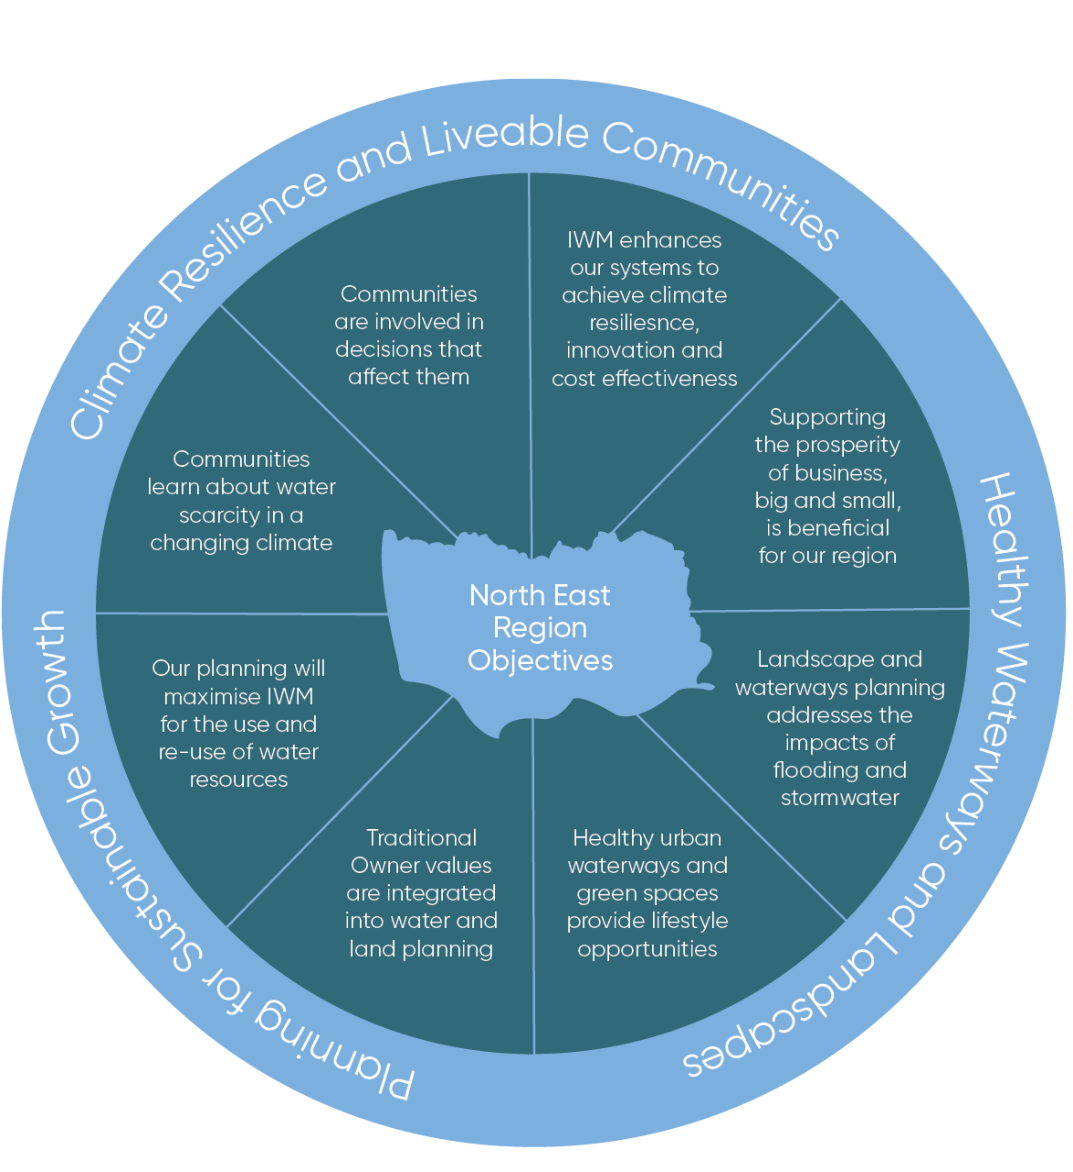 Climate Resilience and Liveable Communities
Healthy Waterways and Landscapes
Planning for Sustainable Growth
IWM enhances
our systems to
achieve climate
resiliesnce,
innovation and
cost effectiveness
Supporting
the prosperity
of business,
big and small,
is beneficial
for our region
Landscape and
waterways planning
addresses the
impacts of
flooding and
stormwater
Healthy urban
waterways and
green spaces
provide lifestyle
opportunities
Traditional
Owner values
are integrated
into water and
land planning
Our planning will
maximise IWM
for the use and
re-use of water
resources
Communities
learn about water
scarcity in a
changing climate
Communities
are involved in
decisions that
affect them
North East
Region
Objectives